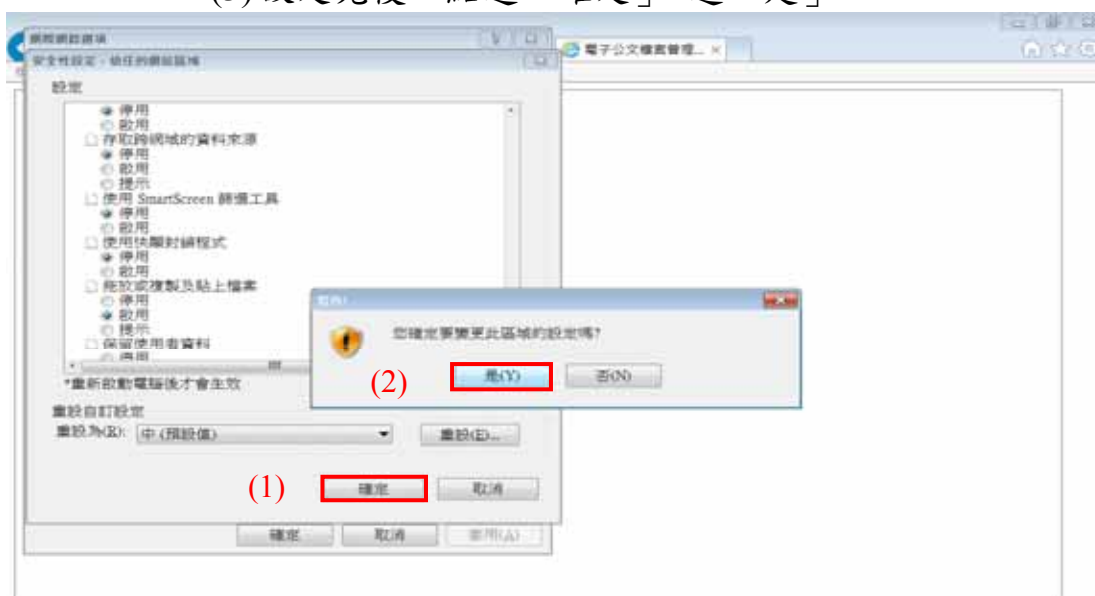 網際網路選項
電子公文檔案管理...
安全性設定 - 信任的網站區域
設定
停用
啟用
存取跨網域的資料來源
停用
啟用
提示
使用 SmartScreen 篩選工具
停用
啟用
使用快顯封鎖程式
停用
啟用
拖放或複製及貼上檔案
停用
啟用
提示
保留使用者資料
停用
*重新啟動電腦後才會生效
警告!
您確定要變更此區域的設定嗎?
(2)
是(Y)
否(N)
重設自訂設定
重設為(R):
中 (預設值)
重設(E)...
(1)
確定
取消
確定
取消
套用(A)